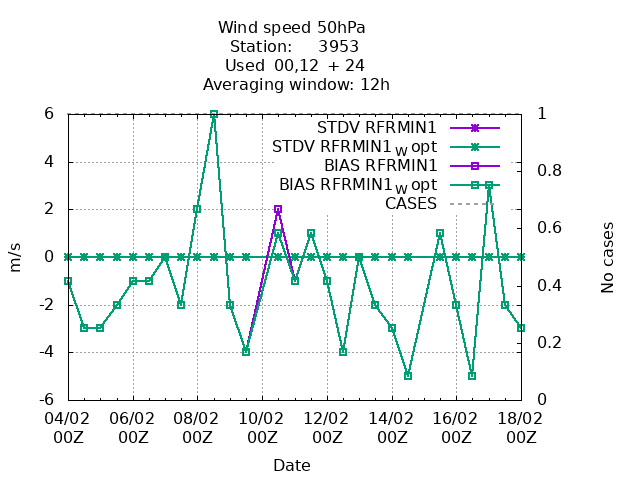 Wind speed 50hPa
Station: 3953
Used 00,12 + 24
Averaging window: 12h
STDV RFRMIN1
STDV RFRMIN1W opt
BIAS RFRMIN1
BIAS RFRMIN1W opt
CASES
6
4
2
0
-2
-4
-6
m/s
1
0.8
0.6
0.4
0.2
0
No cases
04/02 06/02 08/02 10/02 12/02 14/02 16/02 18/02
00Z 00Z 00Z 00Z 00Z 00Z 00Z 00Z
Date